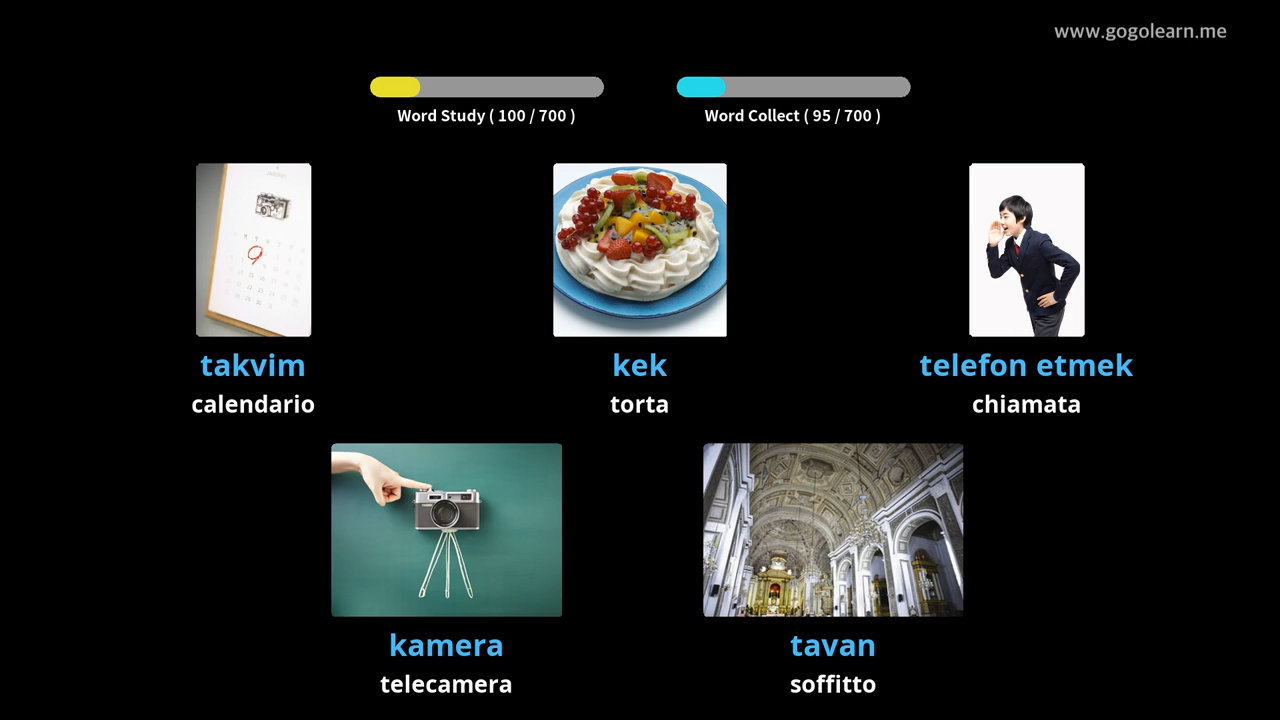 www.gogolearn.me
Word Study ( 100 / 700 )
Word Collect ( 95 / 700 )
takvim
calendario
kek
torta
telefon etmek
chiamata
kamera
telecamera
tavan
soffitto